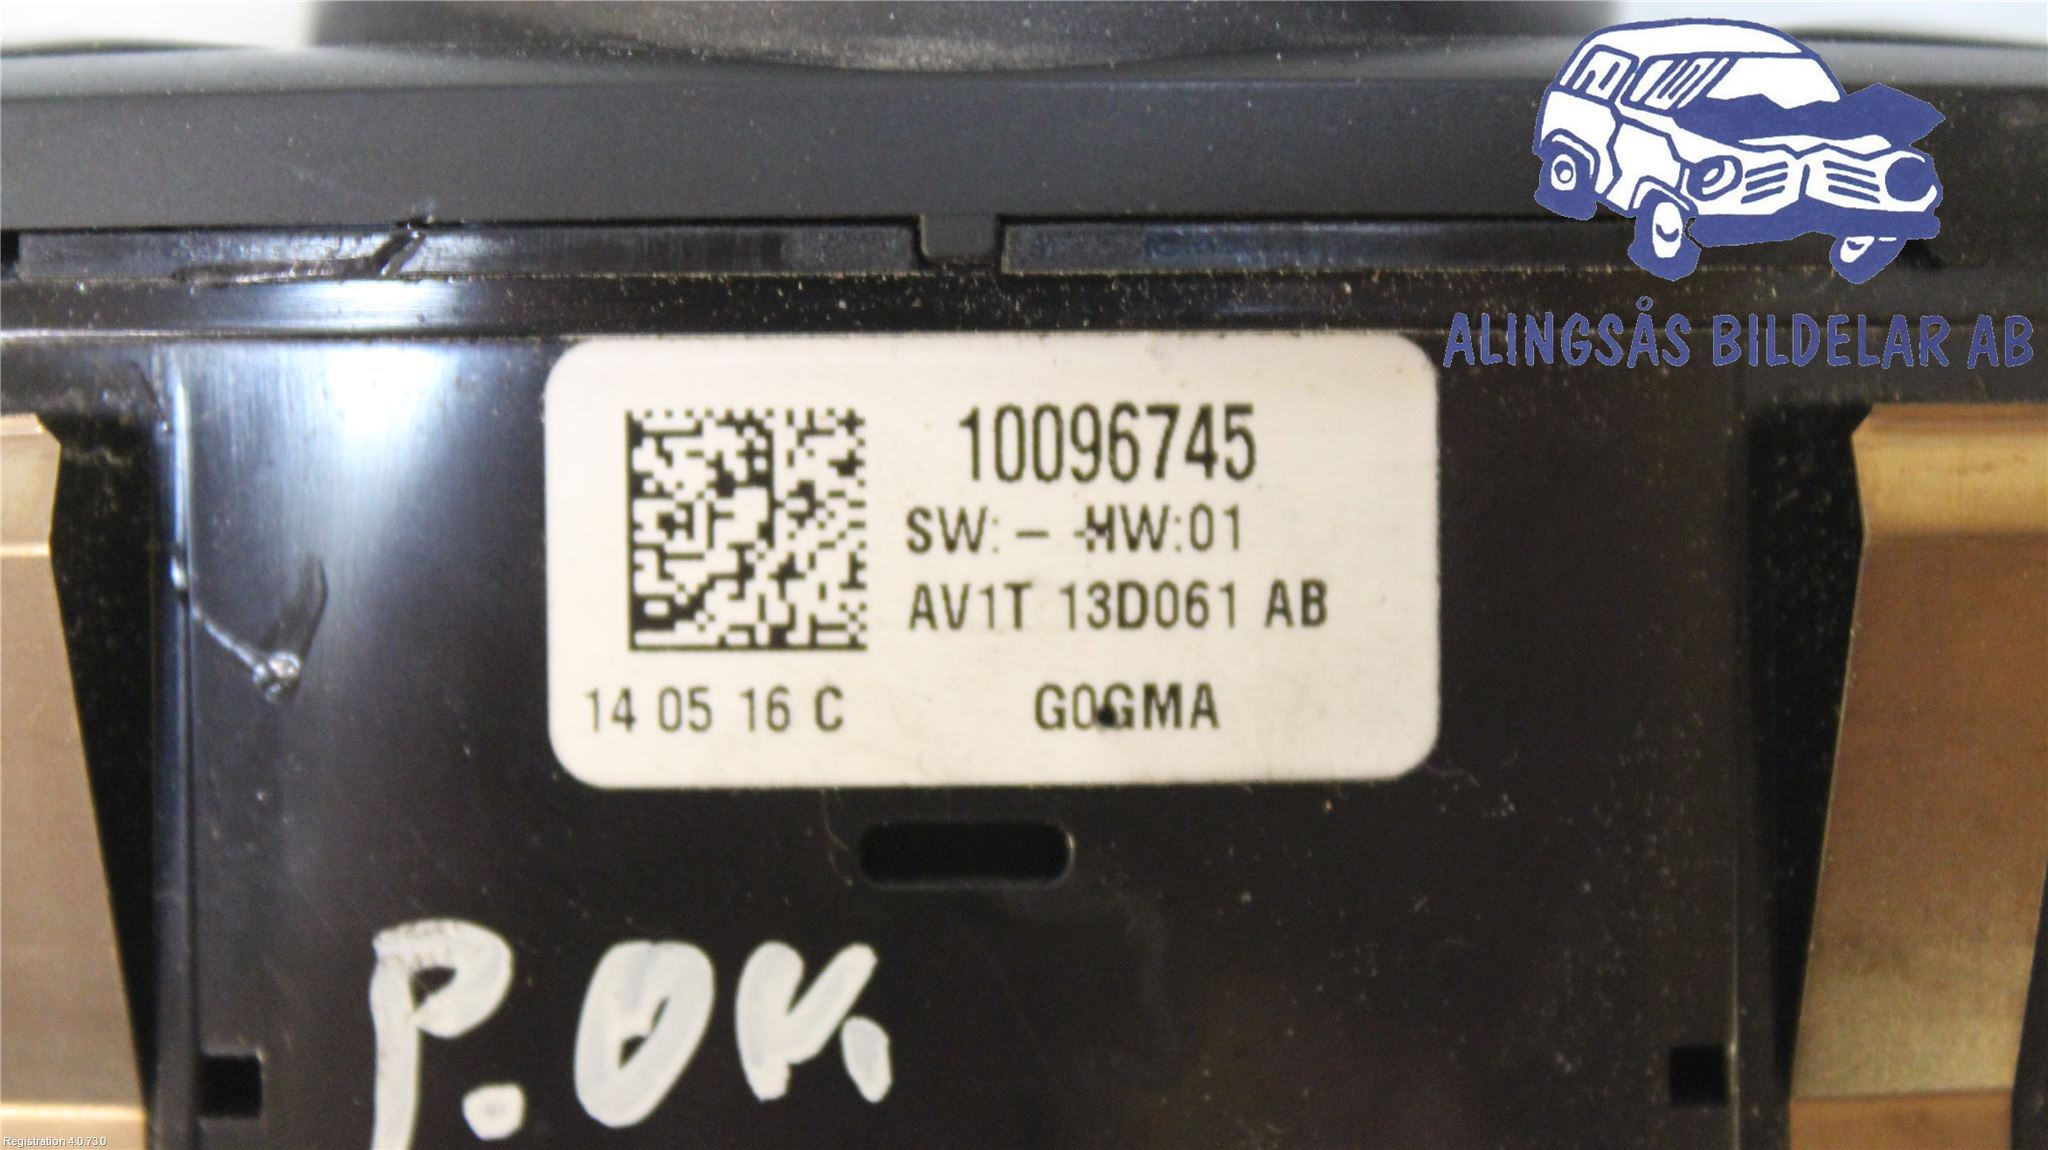 ALINGSÅS BILDELAR AB
10096745
SW: - HW:01
AV1T 13D061 AB
14 05 16 C G0GMA
P.OK.
Registration 4.0.73.0